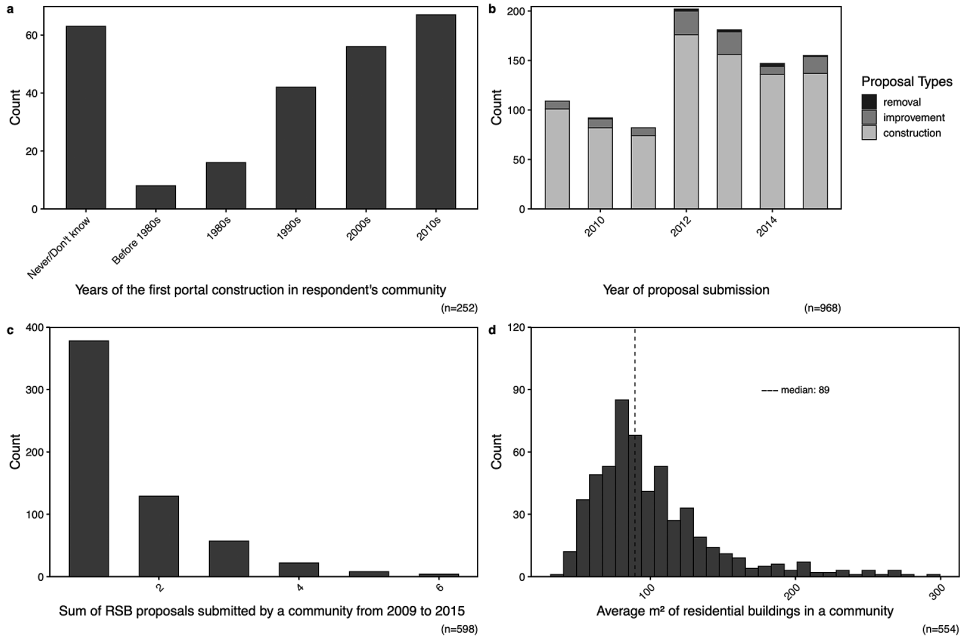 a
Count
60
40
20
0
Never/Don't know
Before 1980s
1980s
1990s
2000s
2010s
Years of the first portal construction in respondent's community
(n=252)
b
Count
200
150
100
50
0
2010
2012
2014
Year of proposal submission
(n=968)
Proposal Types
removal
improvement
construction
c
Count
400
300
200
100
0
2
4
6
Sum of RSB proposals submitted by a community from 2009 to 2015
(n=598)
d
Count
120
90
60
30
0
median: 89
100
200
300
Average m² of residential buildings in a community
(n=554)